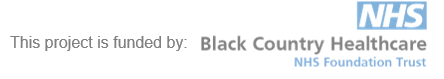 NHS
This project is funded by: Black Country Healthcare
NHS Foundation Trust